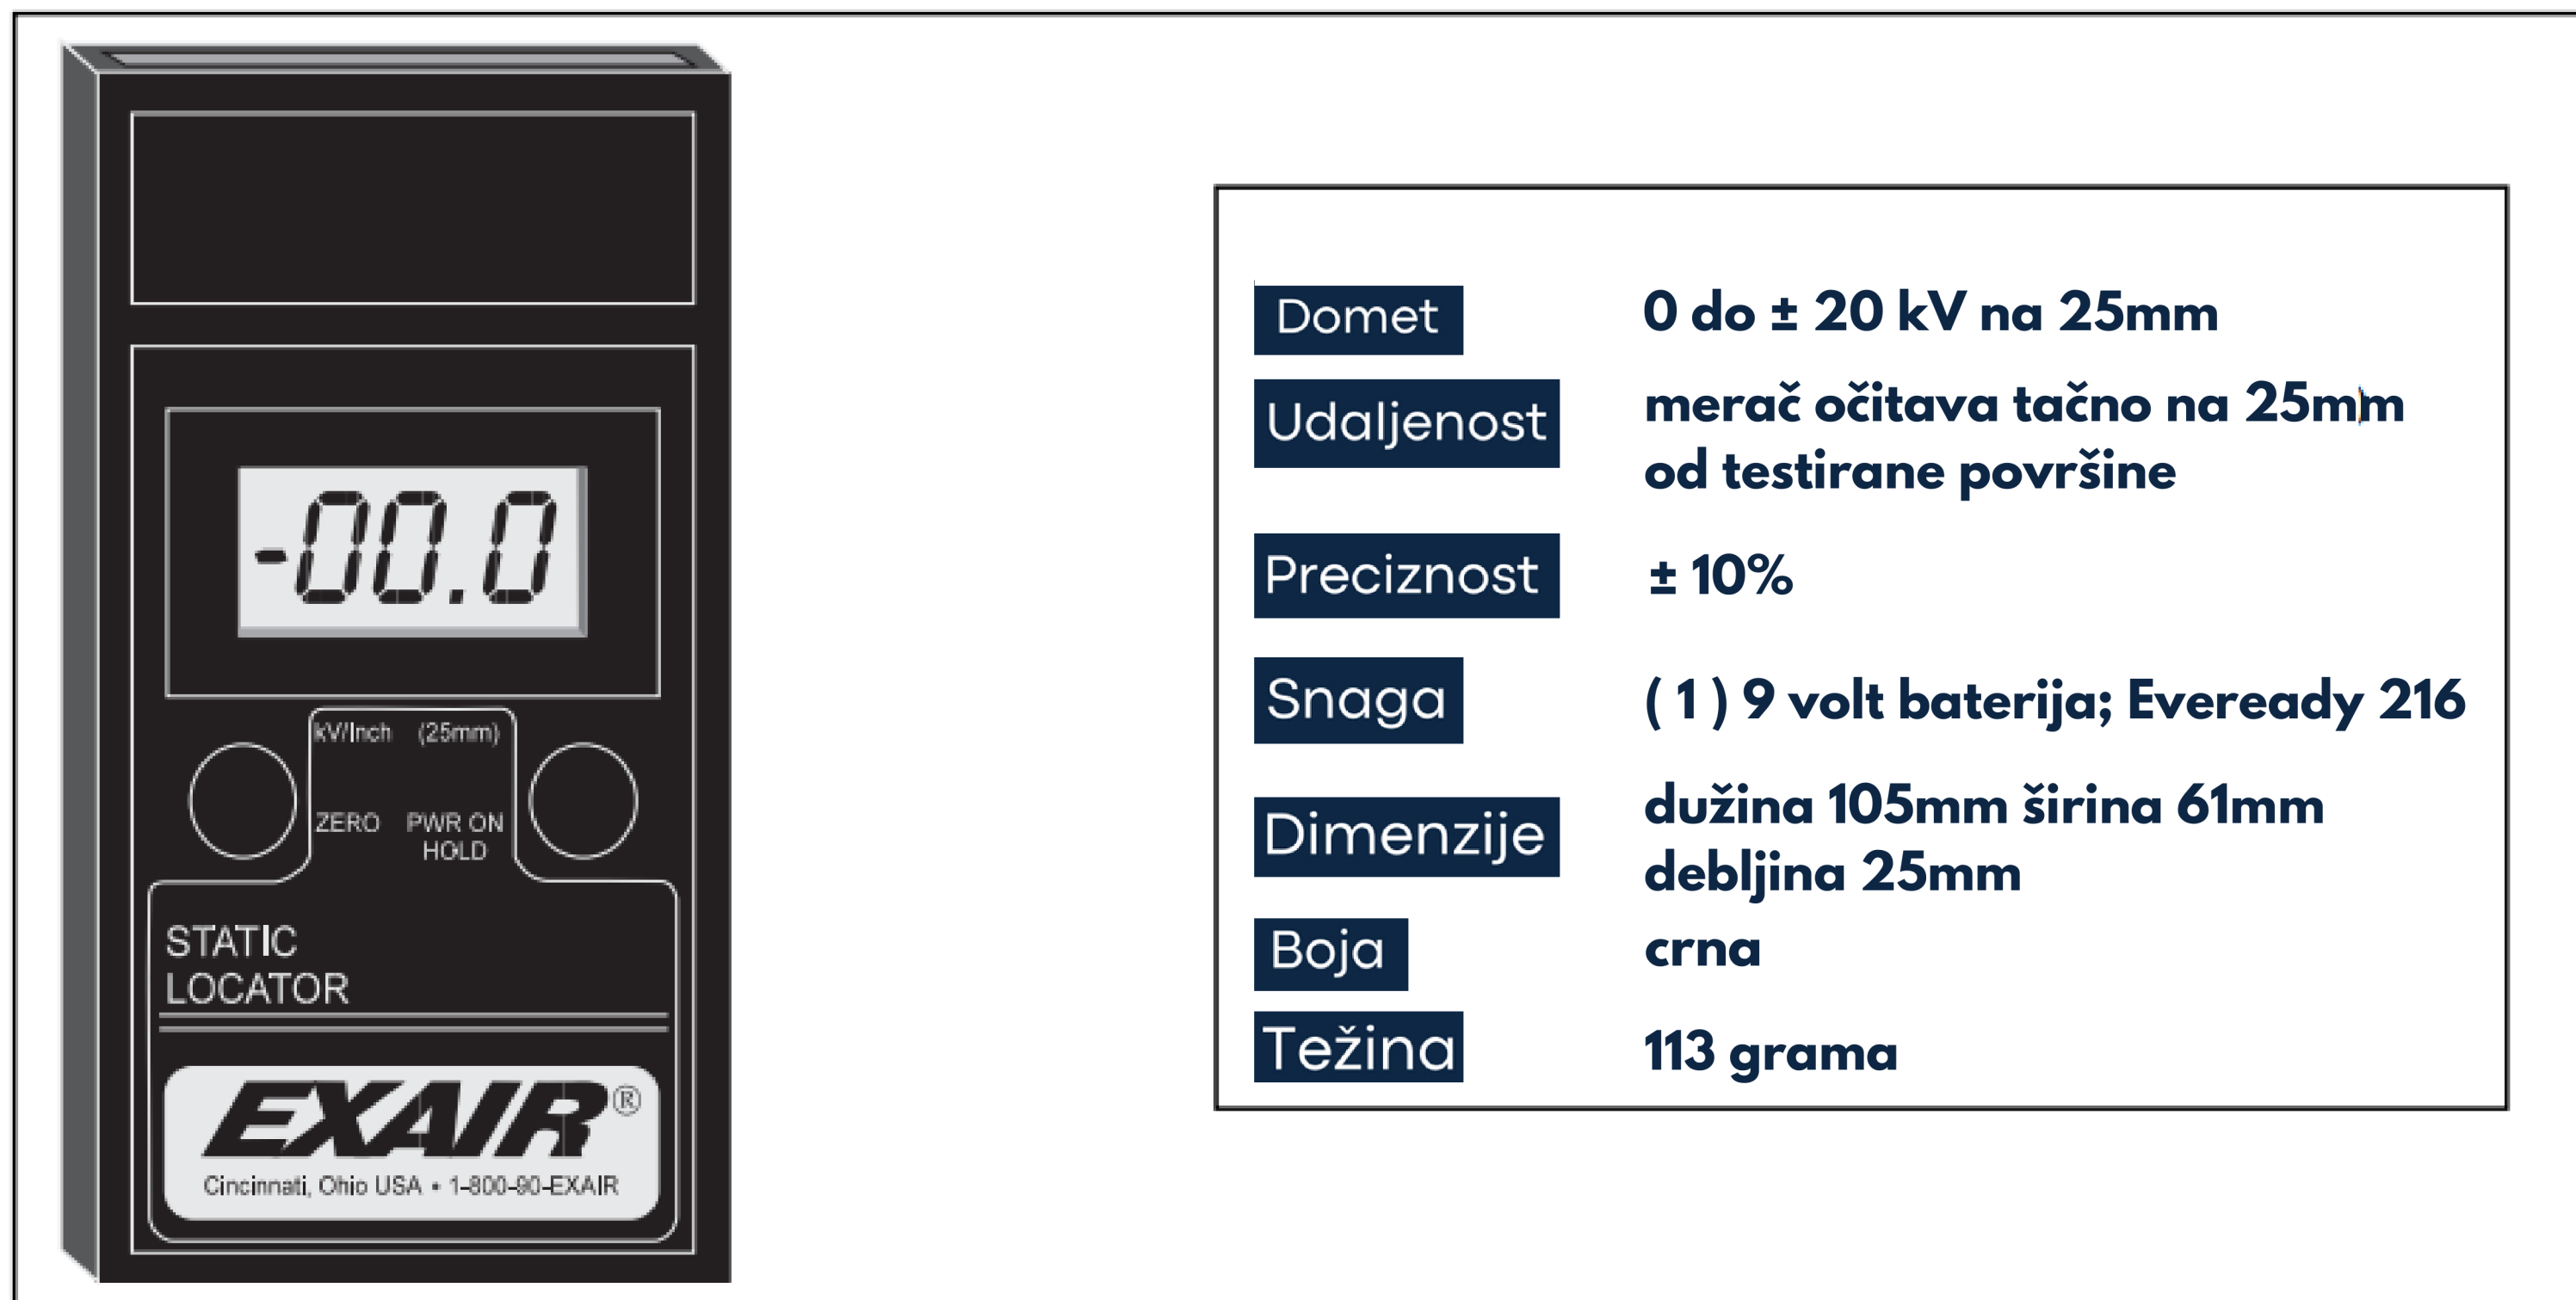 -00.0
kV/Inch (25mm)
ZERO PWR ON
HOLD
STATIC
LOCATOR
EXAIR®
Cincinnati, Ohio USA • 1-800-90-EXAIR
Domet 0 do ± 20 kV na 25mm
Udaljenost merač očitava tačno na 25mm
od testirane površine
Preciznost ± 10%
Snaga ( 1 ) 9 volt baterija; Eveready 216
Dimenzije dužina 105mm širina 61mm
debljina 25mm
Boja crna
Težina 113 grama